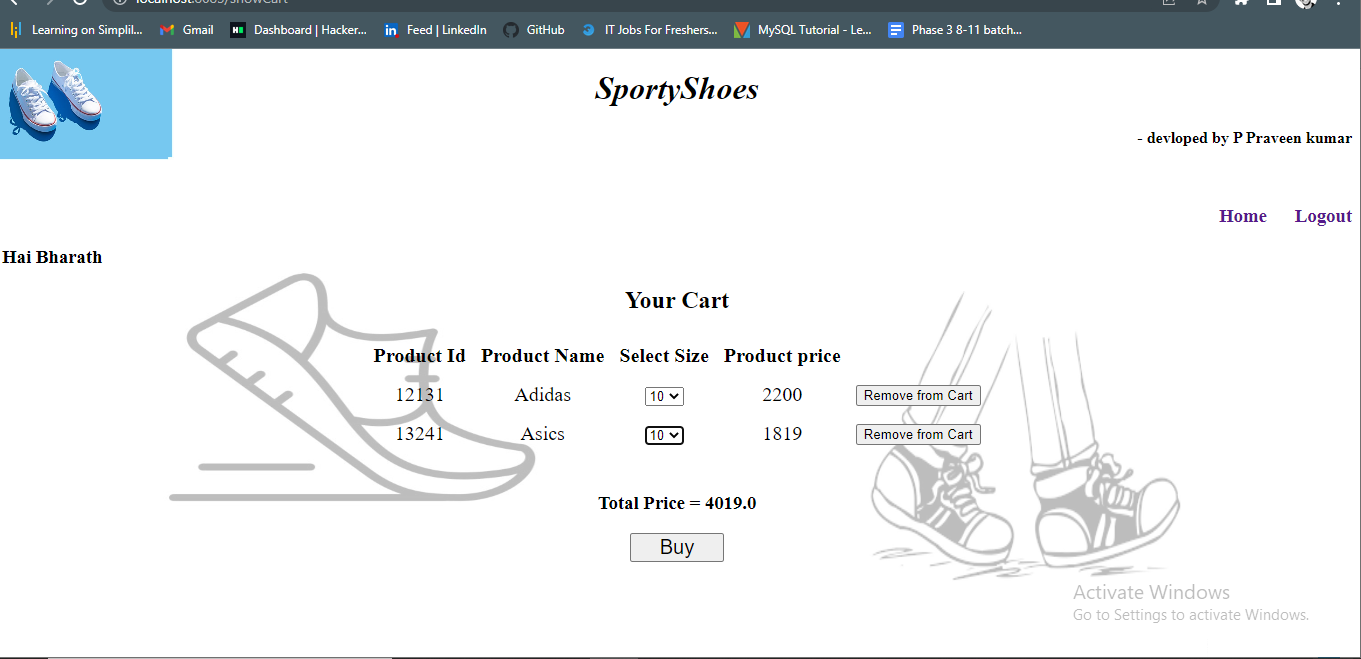 localhost:8085/showCart
Learning on Simplil... Gmail Dashboard | Hacker... Feed | LinkedIn GitHub IT Jobs For Freshers... MySQL Tutorial - Le... Phase 3 8-11 batch...
SportyShoes
- devloped by P Praveen kumar
Home Logout
Hai Bharath
Your Cart
Product Id Product Name Select Size Product price
12131 Adidas 10 2200 Remove from Cart
13241 Asics 10 1819 Remove from Cart
Total Price = 4019.0
Buy
Activate Windows
Go to Settings to activate Windows.